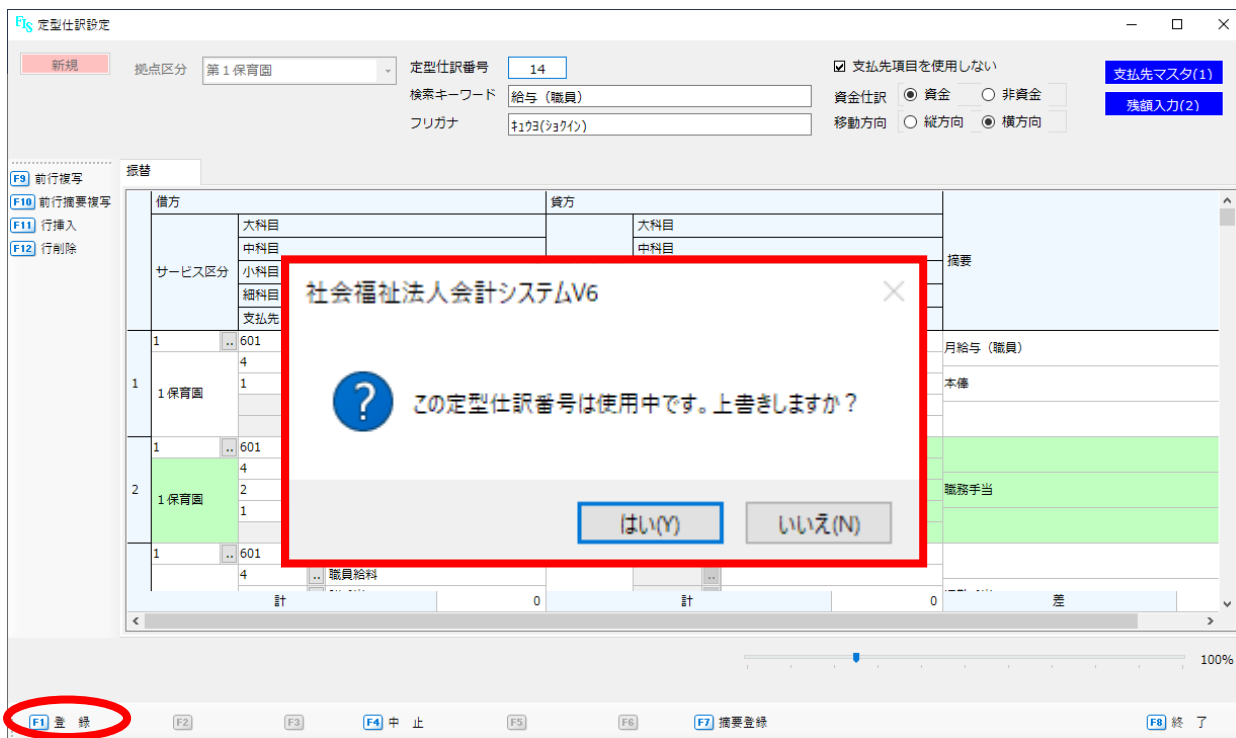 FIS 定型仕訳設定
新規
拠点区分 第1保育園
定型仕訳番号 14
支払先項目を使用しない
支払先マスタ(1)
検索キーワード 給与（職員）
資金仕訳 資金 非資金
残額入力(2)
フリガナ ｷｭｳﾖ(ｼｮｸｲﾝ)
移動方向 縦方向 横方向
F9 前行複写
F10 前行摘要複写
F11 行挿入
F12 行削除
振替
借方 貸方
サービス区分
大科目 大科目
中科目 中科目
小科目
細科目
支払先
摘要
社会福祉法人会計システムV6
この定型仕訳番号は使用中です。上書きしますか？
はい(Y) いいえ(N)
1 .. 601
4
1
1 1保育園
月給与（職員）
本俸
1 .. 601
4
2
1
2 1保育園
職務手当
1 .. 601
4 .. 職員給料 ..
計 0 計 0 差
100%
F1 登　録 F2 F3 F4 中　止 F5 F6 F7 摘要登録 F8 終　了